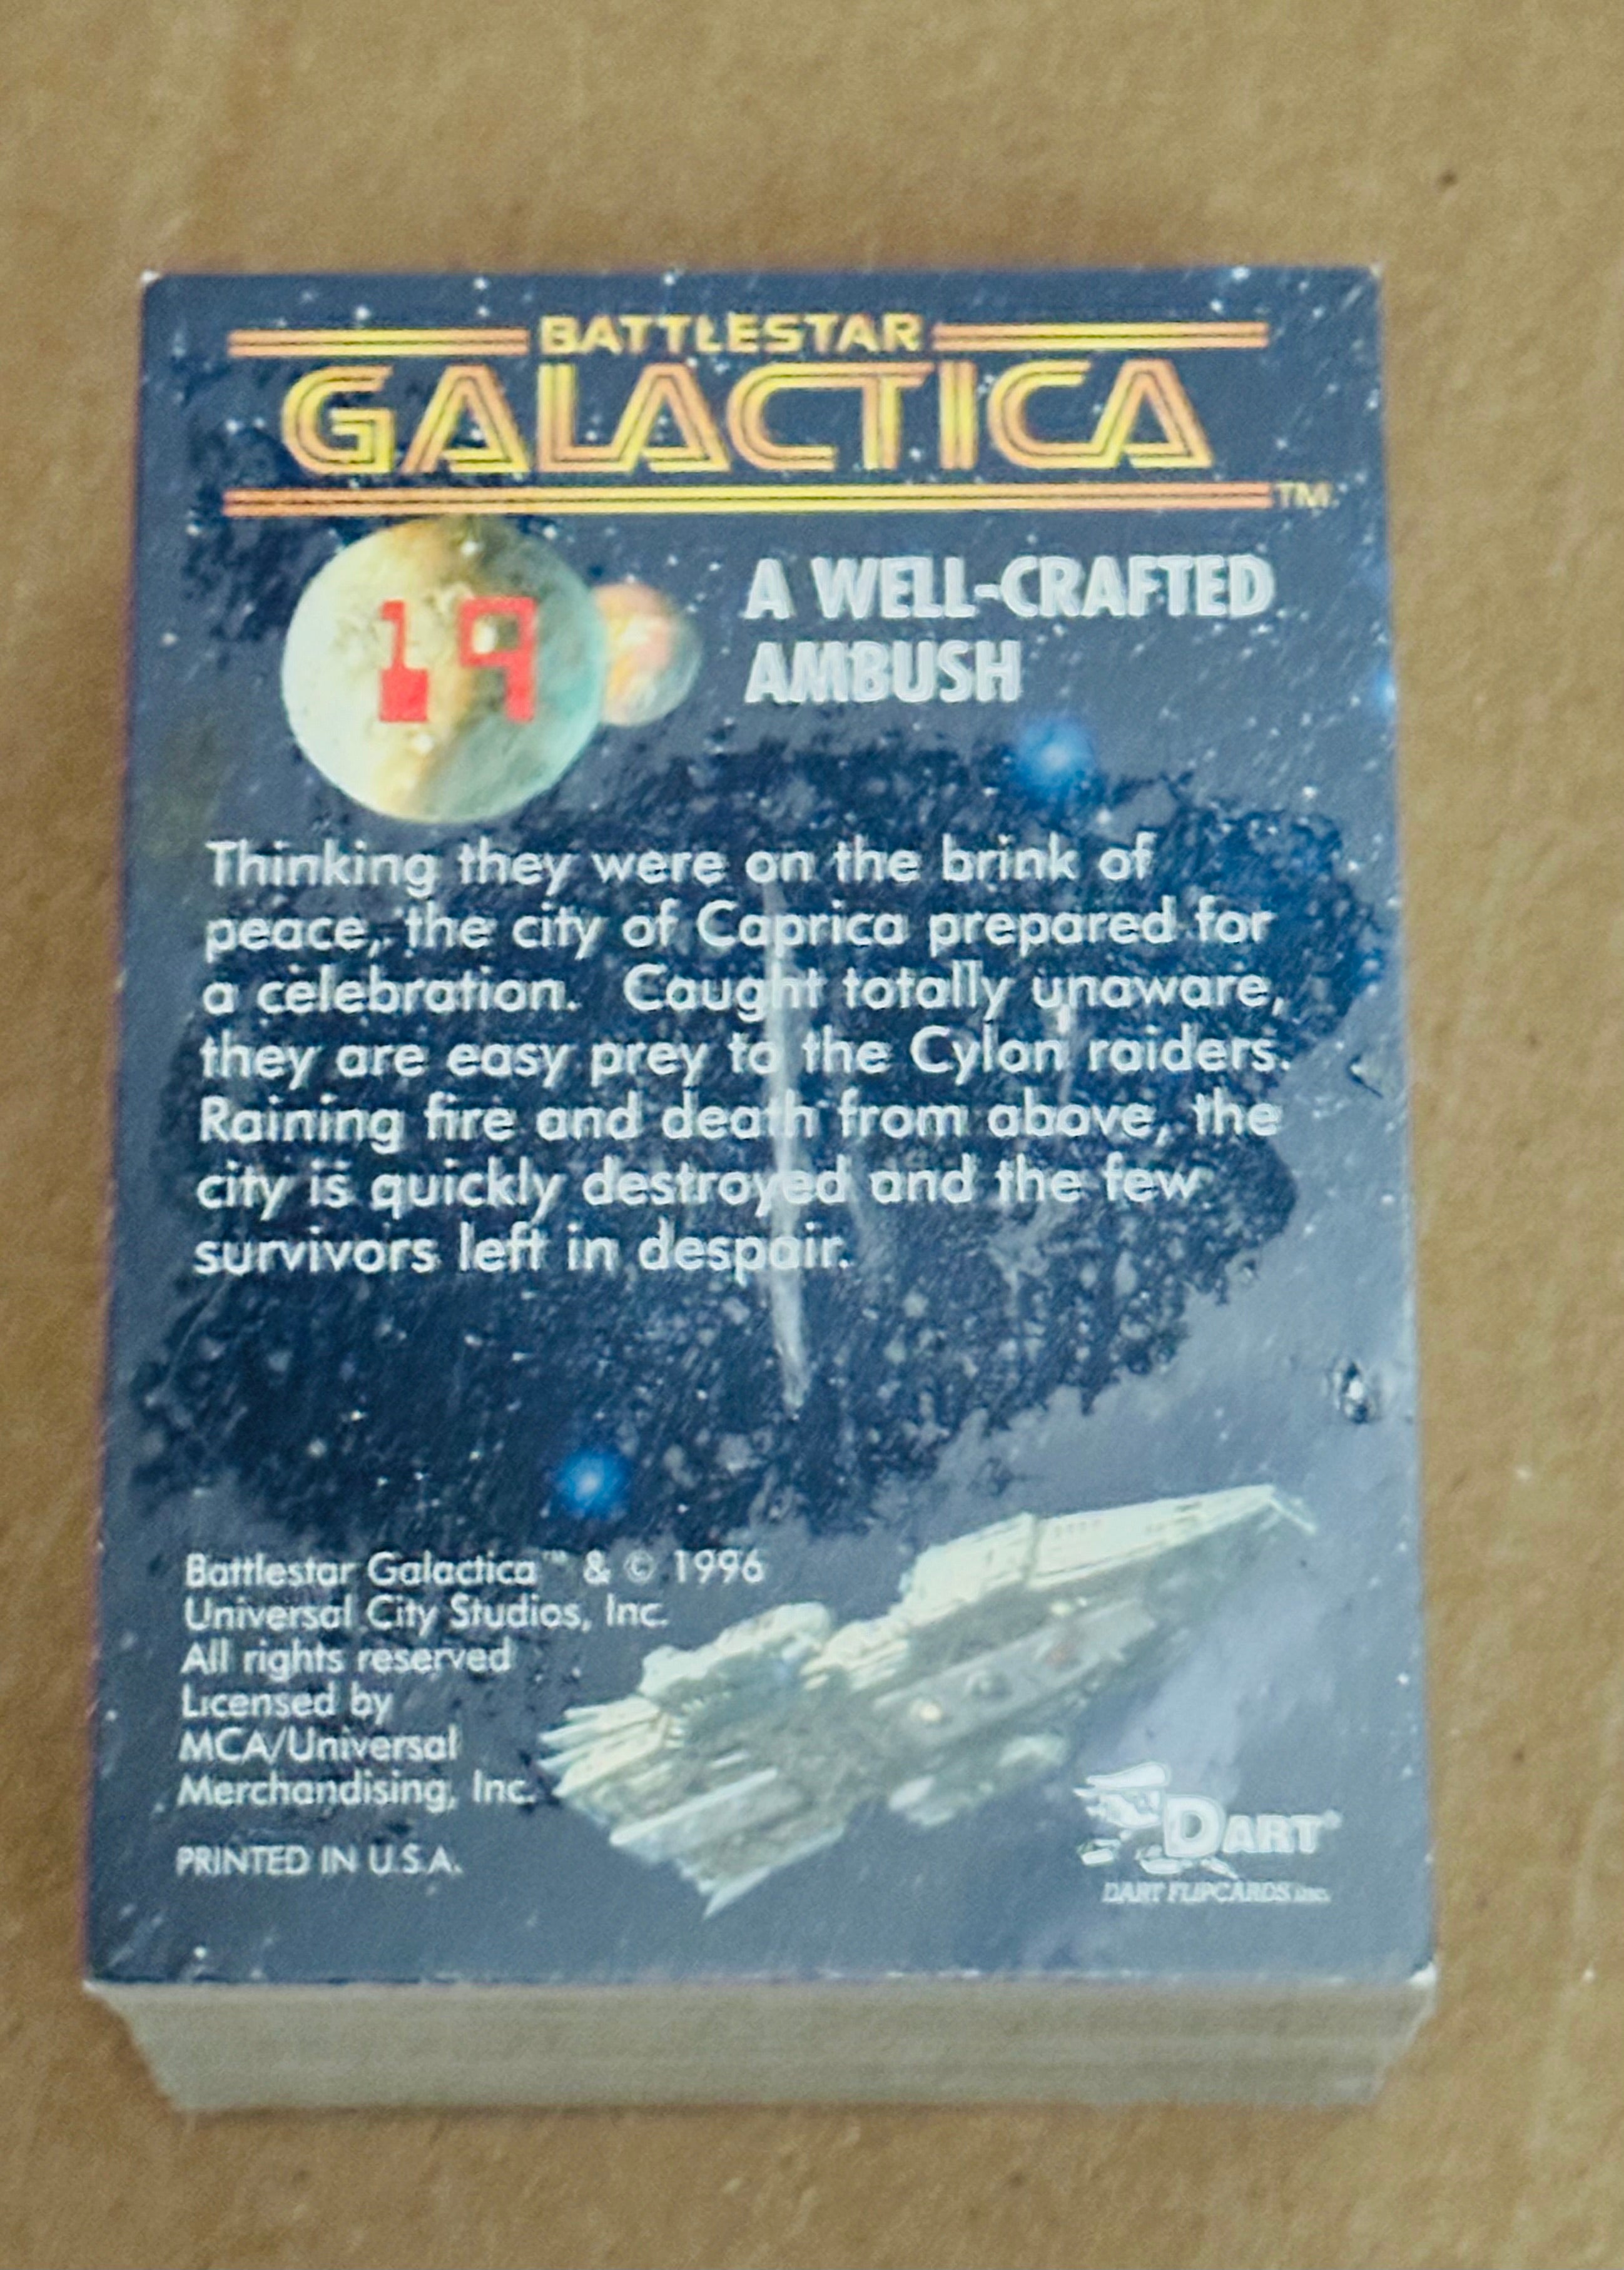 BATTLESTAR
GALACTICA
TM
19
A WELL-CRAFTED
AMBUSH
Thinking they were on the brink of
peace, the city of Caprica prepared for
a celebration. Caught totally unaware,
they are easy prey to the Cylon raiders.
Raining fire and death from above, the
city is quickly destroyed and the few
survivors left in despair.
Battlestar Galactica™ & © 1996
Universal City Studios, Inc.
All rights reserved
Licensed by
MCA/Universal
Merchandising, Inc.
PRINTED IN U.S.A.
DART®
DART FLIPCARDS INC.